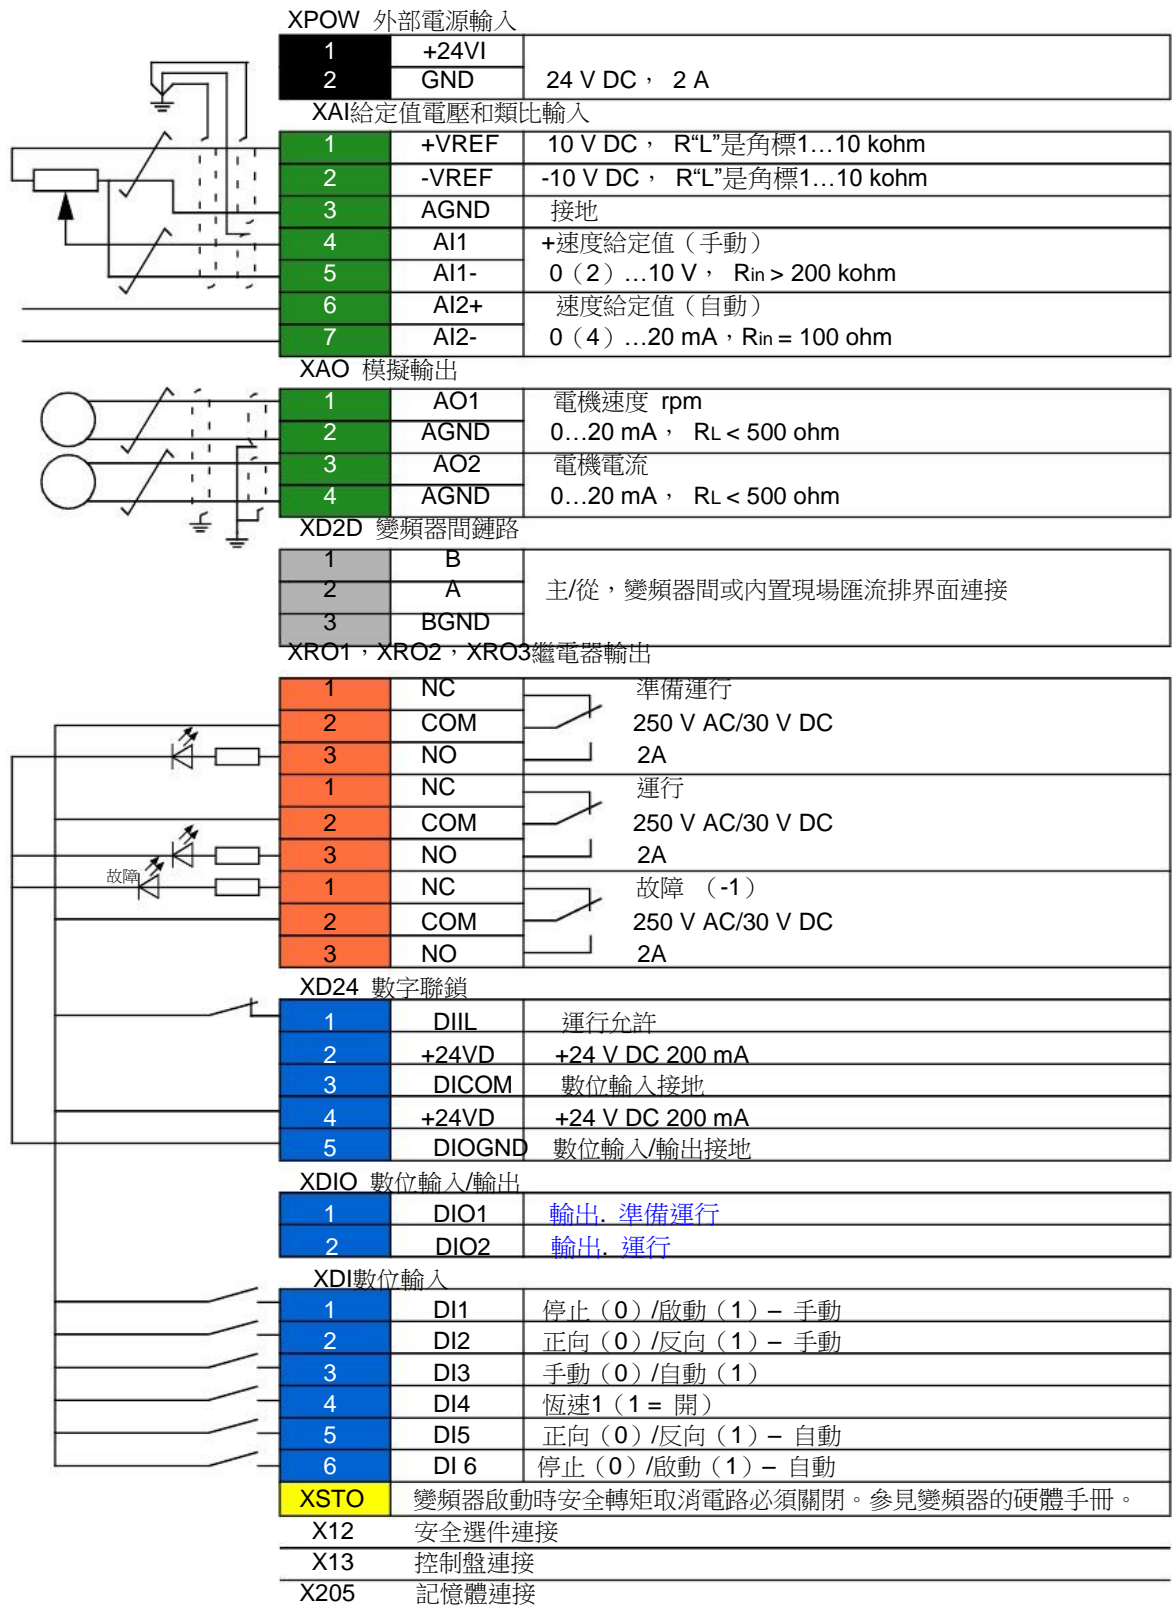 XPOW 外部電源輸入
1 +24VI
2 GND 24 V DC， 2 A
XAI給定值電壓和類比輸入
1 +VREF 10 V DC， R“L”是角標1…10 kohm
2 -VREF -10 V DC， R“L”是角標1…10 kohm
3 AGND 接地
4 AI1 +速度給定值（手動）
5 AI1- 0（2）…10 V， Rin > 200 kohm
6 AI2+ 速度給定值（自動）
7 AI2- 0（4）…20 mA，Rin = 100 ohm
XAO 模擬輸出
1 AO1 電機速度 rpm
2 AGND 0…20 mA， RL < 500 ohm
3 AO2 電機電流
4 AGND 0…20 mA， RL < 500 ohm
XD2D 變頻器間鏈路
1 B
2 A 主/從，變頻器間或內置現場匯流排界面連接
3 BGND
XRO1，XRO2，XRO3繼電器輸出
1 NC 準備運行
2 COM 250 V AC/30 V DC
3 NO 2A
1 NC 運行
2 COM 250 V AC/30 V DC
3 NO 2A
故障 1 NC 故障 （-1）
2 COM 250 V AC/30 V DC
3 NO 2A
XD24 數字聯鎖
1 DIIL 運行允許
2 +24VD +24 V DC 200 mA
3 DICOM 數位輸入接地
4 +24VD +24 V DC 200 mA
5 DIOGND 數位輸入/輸出接地
XDIO 數位輸入/輸出
1 DIO1 輸出. 準備運行
2 DIO2 輸出. 運行
XDI數位輸入
1 DI1 停止（0）/啟動（1）– 手動
2 DI2 正向（0）/反向（1）– 手動
3 DI3 手動（0）/自動（1）
4 DI4 恆速1（1 = 開）
5 DI5 正向（0）/反向（1）– 自動
6 DI 6 停止（0）/啟動（1）– 自動
XSTO 變頻器啟動時安全轉矩取消電路必須關閉。參見變頻器的硬體手冊。
X12 安全選件連接
X13 控制盤連接
X205 記憶體連接